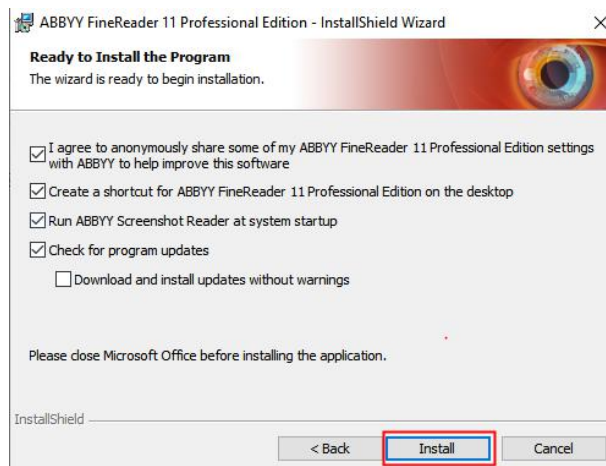 ABBYY FineReader 11 Professional Edition - InstallShield Wizard
Ready to Install the Program
The wizard is ready to begin installation.
I agree to anonymously share some of my ABBYY FineReader 11 Professional Edition settings
with ABBYY to help improve this software
Create a shortcut for ABBYY FineReader 11 Professional Edition on the desktop
Run ABBYY Screenshot Reader at system startup
Check for program updates
Download and install updates without warnings
Please close Microsoft Office before installing the application.
InstallShield
< Back Install Cancel